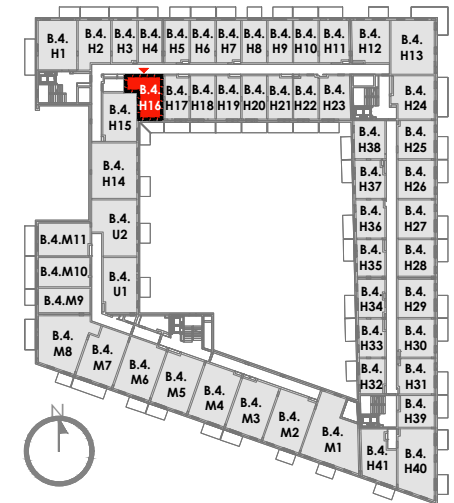 B.4.
H1
B.4.
H2
B.4.
H3
B.4.
H4
B.4.
H5
B.4.
H6
B.4.
H7
B.4.
H8
B.4.
H9
B.4.
H10
B.4.
H11
B.4.
H12
B.4.
H13
B.4.
H15
B.4.
H16
B.4.
H17
B.4.
H18
B.4.
H19
B.4.
H20
B.4.
H21
B.4.
H22
B.4.
H23
B.4.
H24
B.4.
H38
B.4.
H25
B.4.
H14
B.4.
H37
B.4.
H26
B.4.
U2
B.4.
H36
B.4.
H27
B.4.M11
B.4.
H35
B.4.
H28
B.4.M10
B.4.
U1
B.4.
H34
B.4.
H29
B.4.M9
B.4.
H33
B.4.
H30
B.4.
M8
B.4.
M7
B.4.
M6
B.4.
M5
B.4.
M4
B.4.
M3
B.4.
M2
B.4.
M1
B.4.
H32
B.4.
H31
B.4.
H39
B.4.
H41
B.4.
H40
N